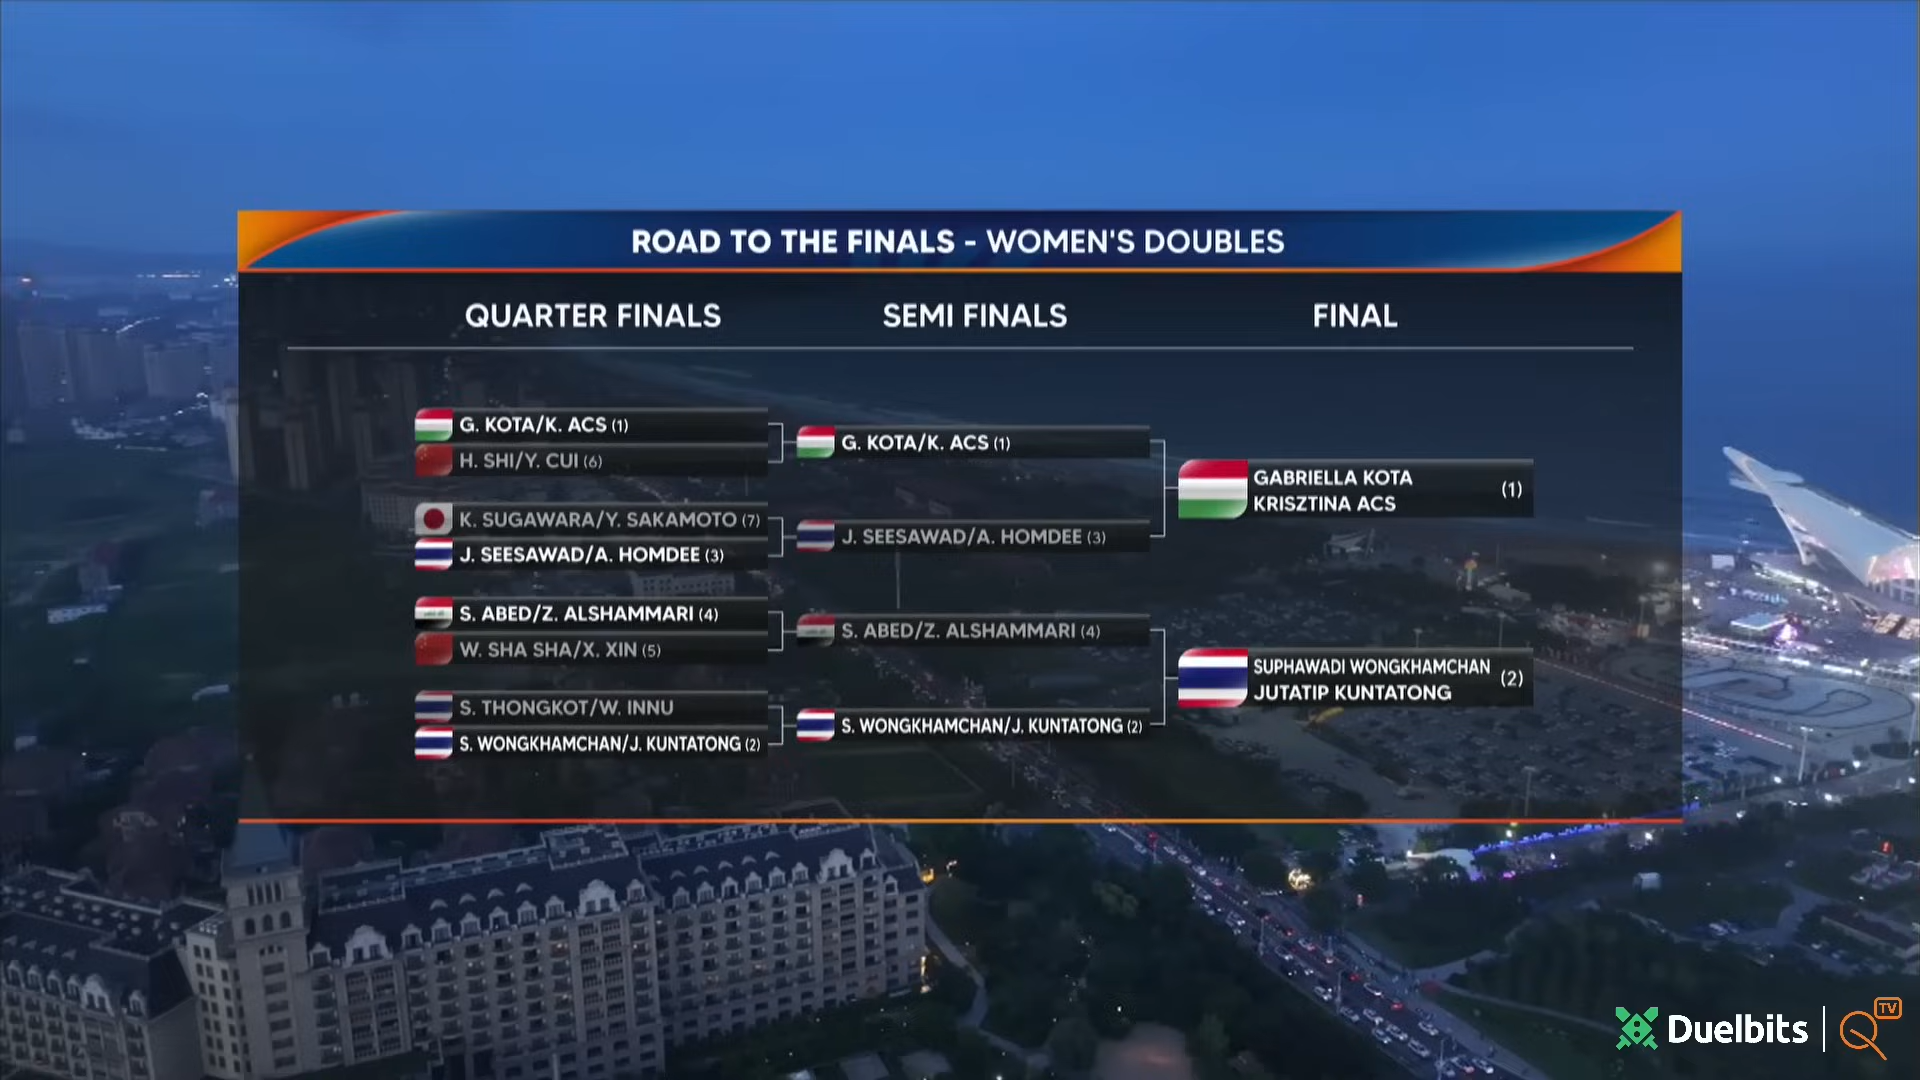 ROAD TO THE FINALS - WOMEN'S DOUBLES
QUARTER FINALS
SEMI FINALS
FINAL
G. KOTA/K. ACS (1)
H. SHI/Y. CUI (6)
K. SUGAWARA/Y. SAKAMOTO (7)
J. SEESAWAD/A. HOMDEE (3)
S. ABED/Z. ALSHAMMARI (4)
W. SHA SHA/X. XIN (5)
S. THONGKOT/W. INNU
S. WONGKHAMCHAN/J. KUNTATONG (2)
G. KOTA/K. ACS (1)
J. SEESAWAD/A. HOMDEE (3)
S. ABED/Z. ALSHAMMARI (4)
S. WONGKHAMCHAN/J. KUNTATONG (2)
GABRIELLA KOTA
KRISZTINA ACS
(1)
SUPHAWADI WONGKHAMCHAN
JUTATIP KUNTATONG
(2)
Duelbits
TV